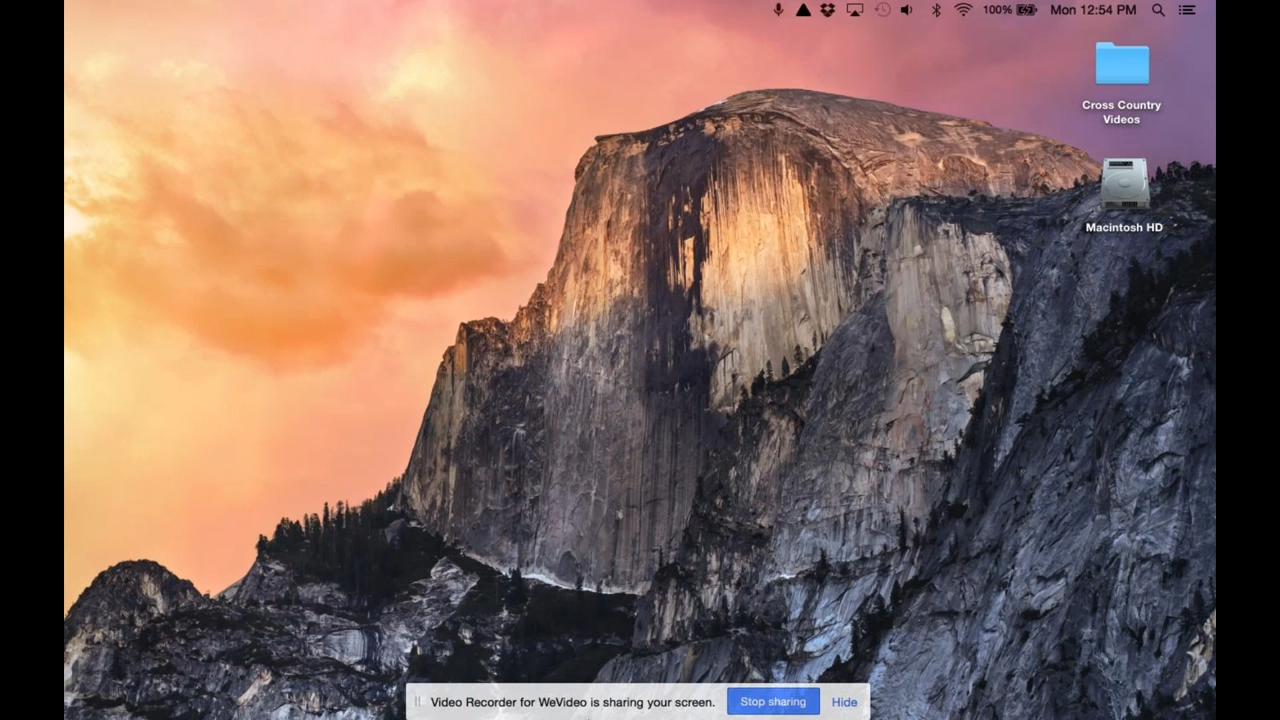 100% Mon 12:54 PM
Cross Country
Videos
Macintosh HD
Video Recorder for WeVideo is sharing your screen. Stop sharing Hide